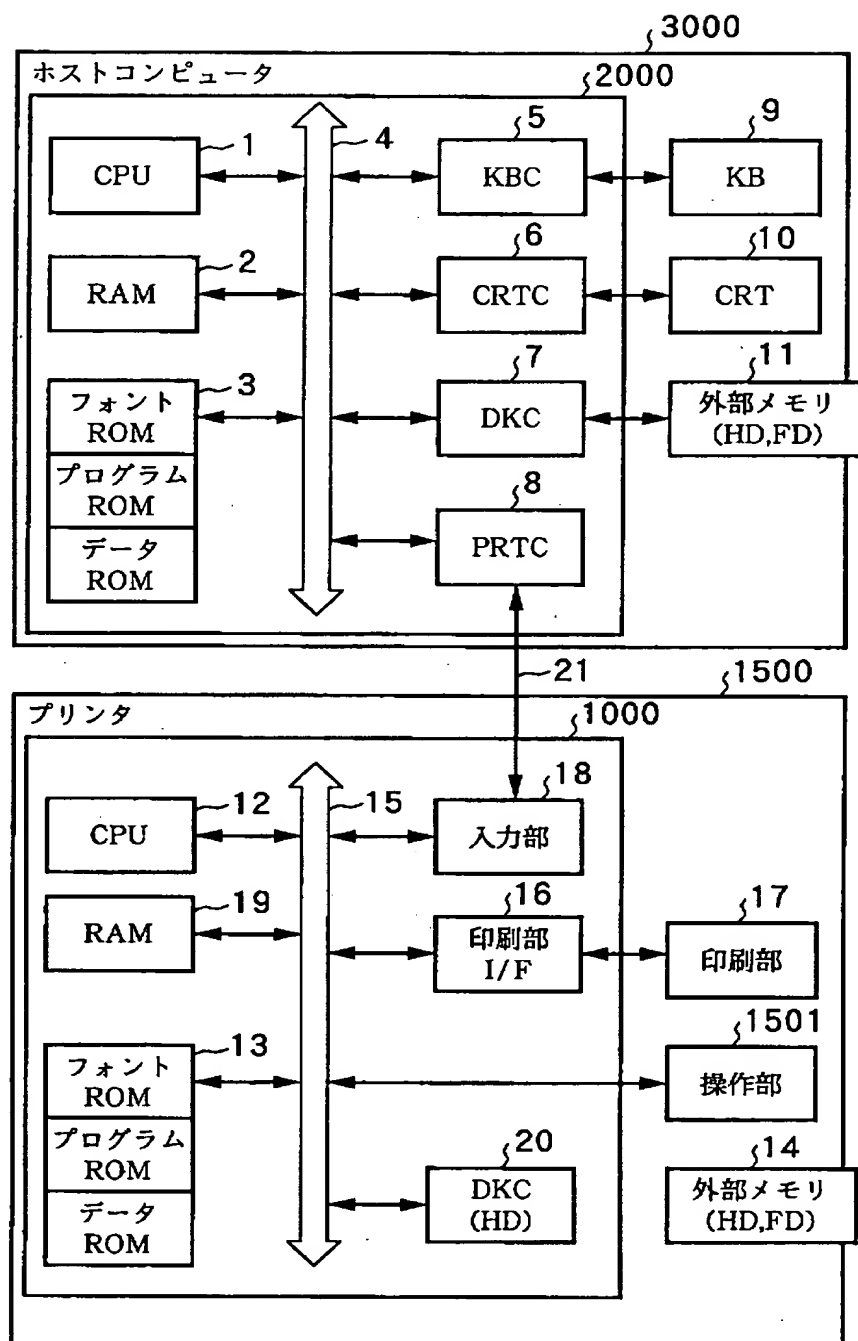 3000
ホストコンピュータ
2000
1
4
5
9
CPU
KBC
KB
2
6
10
RAM
CRTC
CRT
3
7
11
フォント
ROM
DKC
外部メモリ
(HD,FD)
プログラム
ROM
8
データ
ROM
PRTC
21
1500
プリンタ
1000
12
15
18
CPU
入力部
19
16
17
RAM
印刷部
I/F
印刷部
1501
13
フォント
ROM
操作部
プログラム
ROM
20
14
データ
ROM
DKC
(HD)
外部メモリ
(HD,FD)